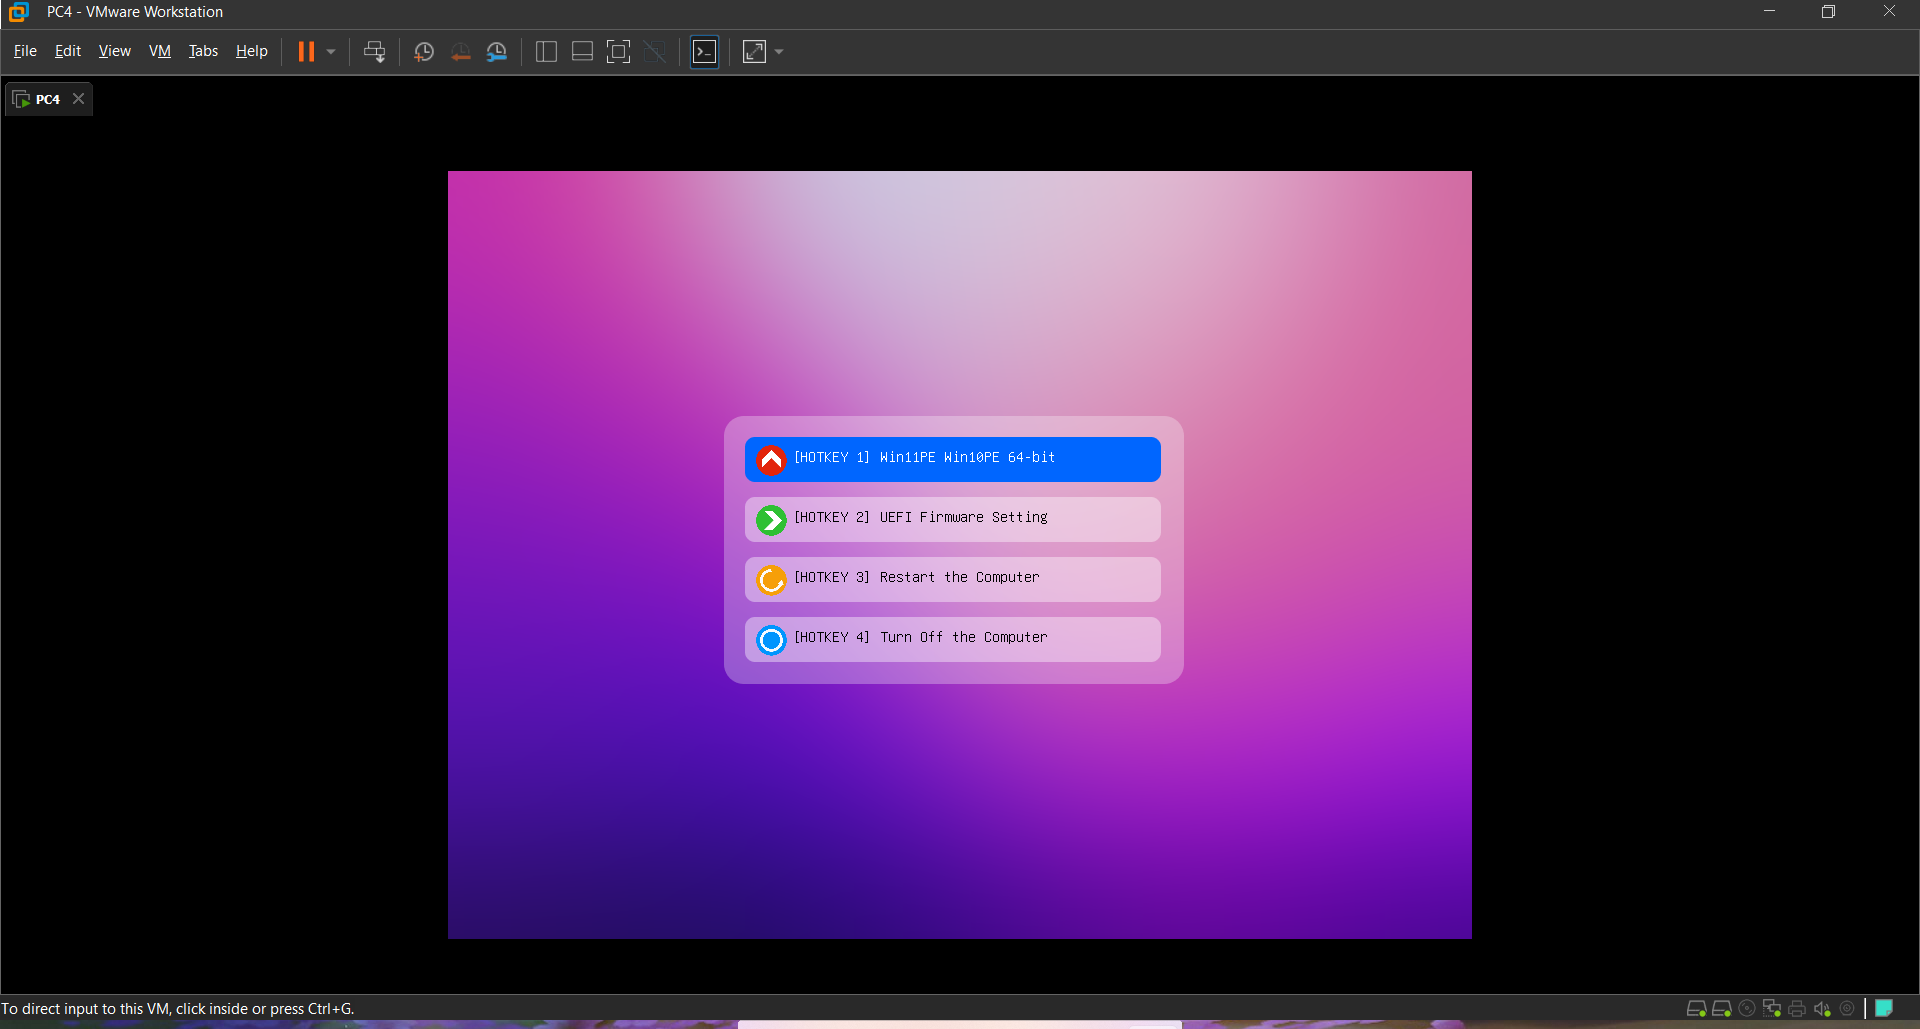 PC4 - VMware Workstation
File Edit View VM Tabs Help
PC4
[HOTKEY 1] Win11PE Win10PE 64-bit
[HOTKEY 2] UEFI Firmware Setting
[HOTKEY 3] Restart the Computer
[HOTKEY 4] Turn Off the Computer
To direct input to this VM, click inside or press Ctrl+G.